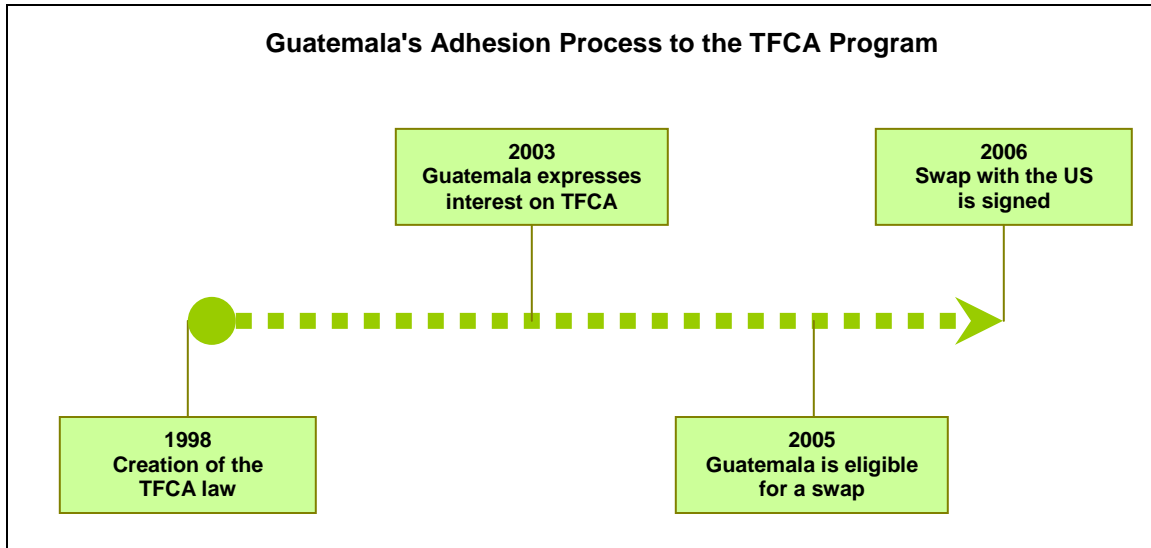 Guatemala's Adhesion Process to the TFCA Program
2003
Guatemala expresses
interest on TFCA
2006
Swap with the US
is signed
1998
Creation of the
TFCA law
2005
Guatemala is eligible
for a swap